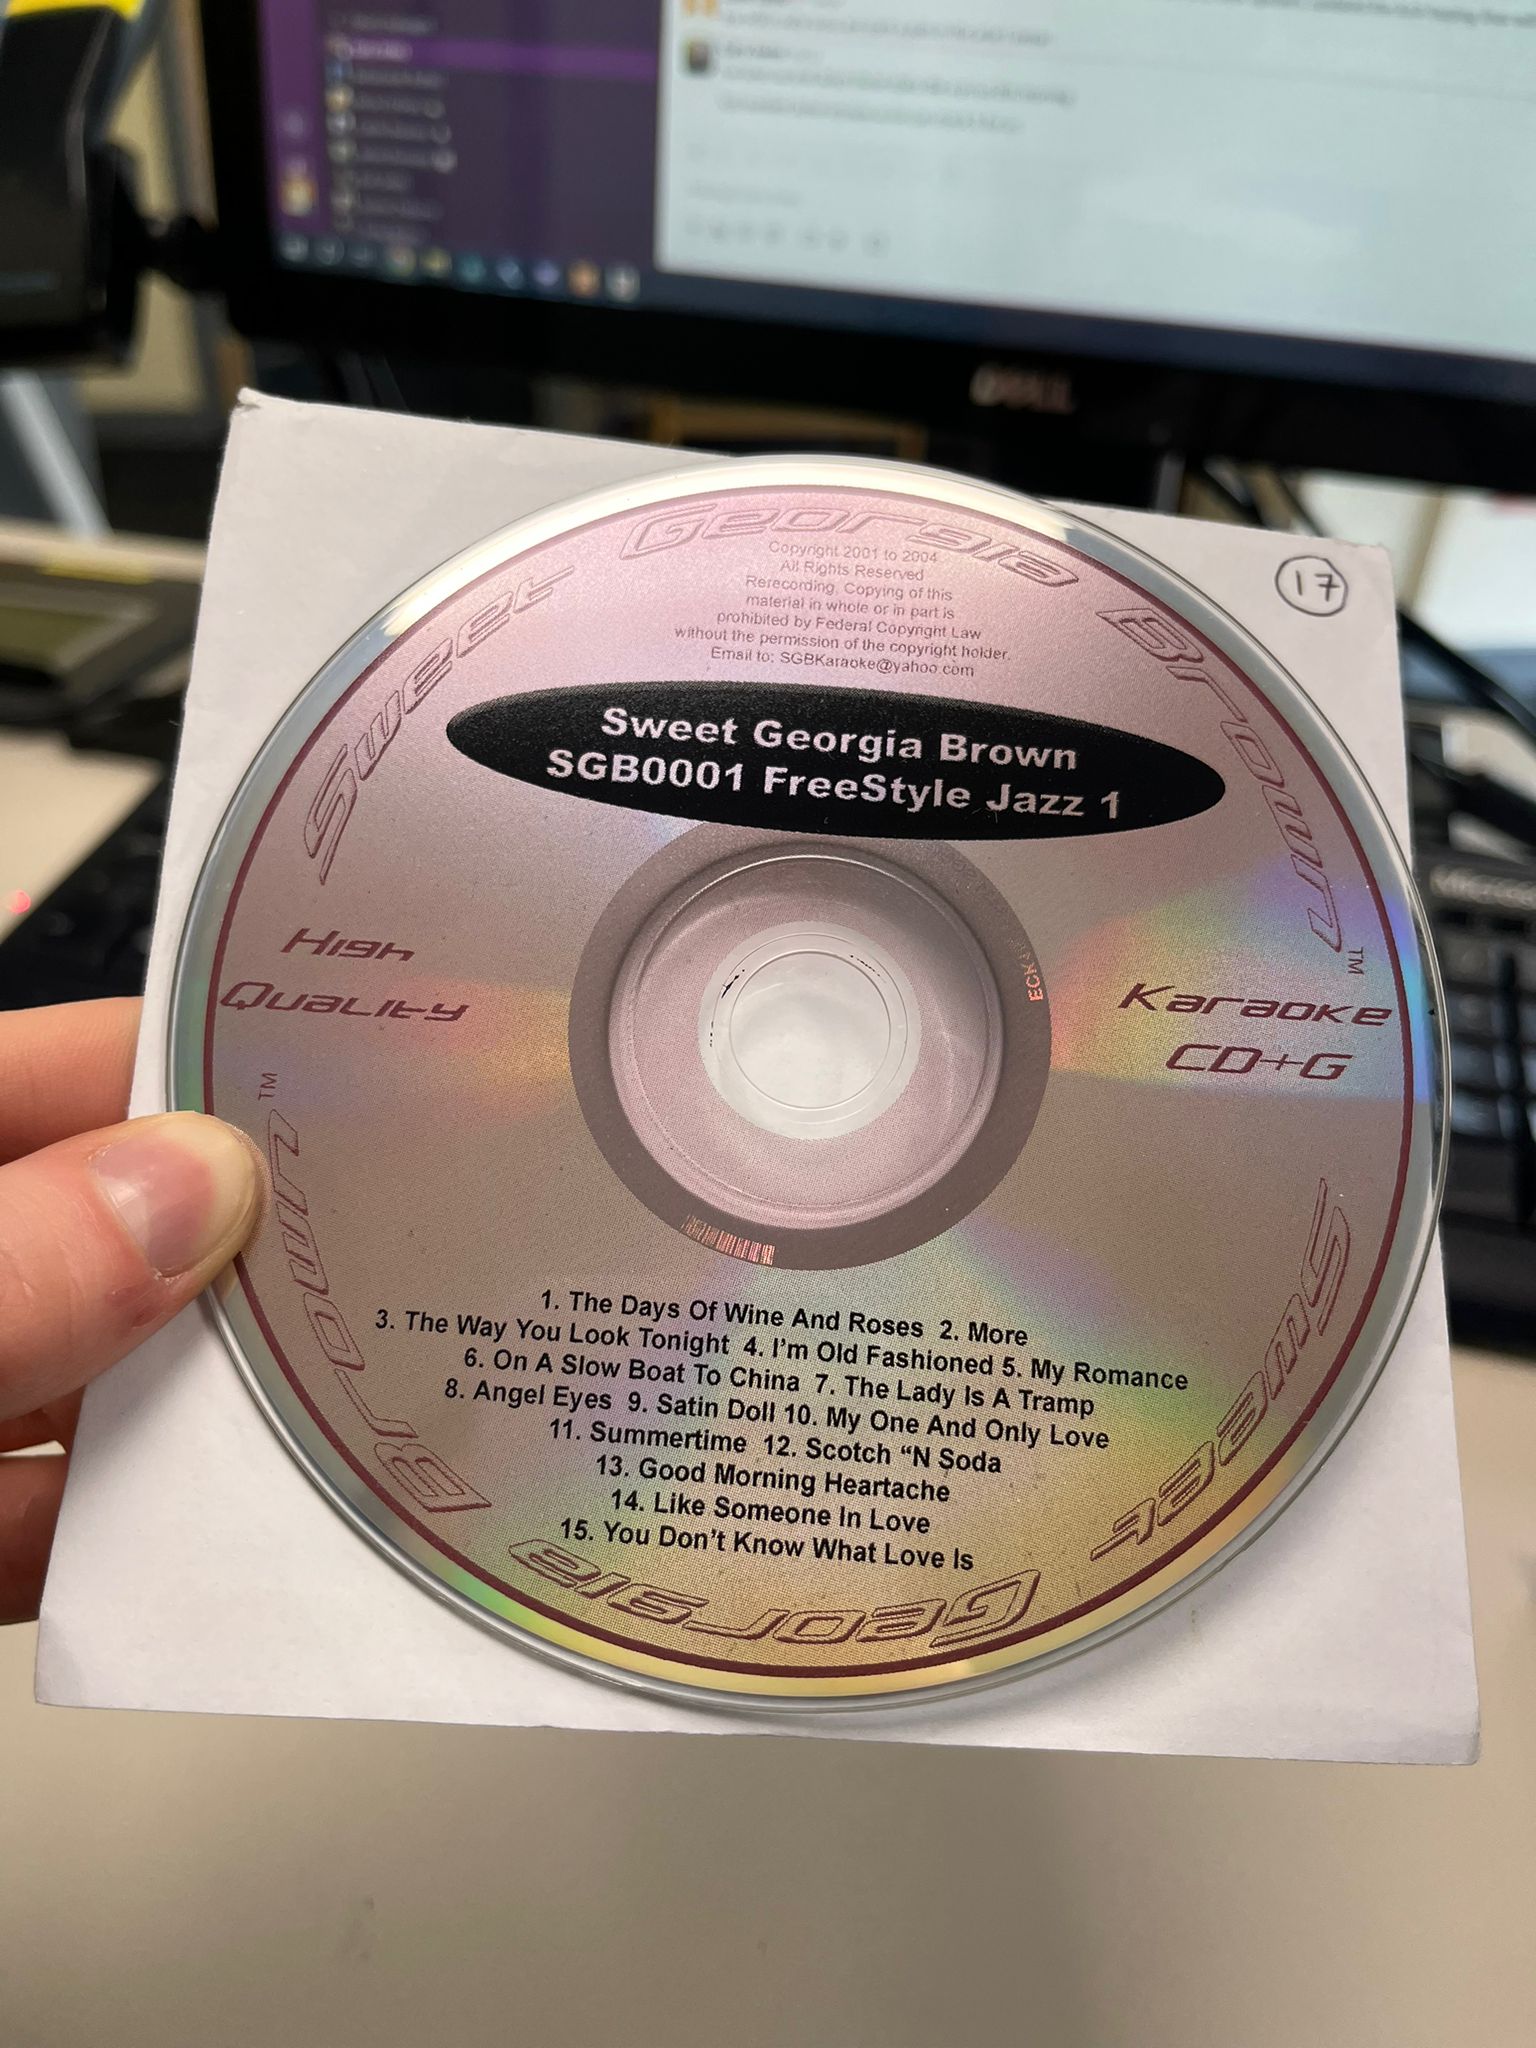 DELL
17
Sweet Georgia Brown™
Copyright 2001 to 2004
All Rights Reserved
Rerecording, Copying of this
material in whole or in part is
prohibited by Federal Copyright Law
without the permission of the copyright holder.
Email to: SGBKaraoke@yahoo.com
Sweet Georgia Brown
SGB0001 FreeStyle Jazz 1
High
Quality
Karaoke
CD+G
1. The Days Of Wine And Roses 2. More
3. The Way You Look Tonight 4. I'm Old Fashioned 5. My Romance
6. On A Slow Boat To China 7. The Lady Is A Tramp
8. Angel Eyes 9. Satin Doll 10. My One And Only Love
11. Summertime 12. Scotch “N Soda
13. Good Morning Heartache
14. Like Someone In Love
15. You Don't Know What Love Is
Sweet Georgia Brown™